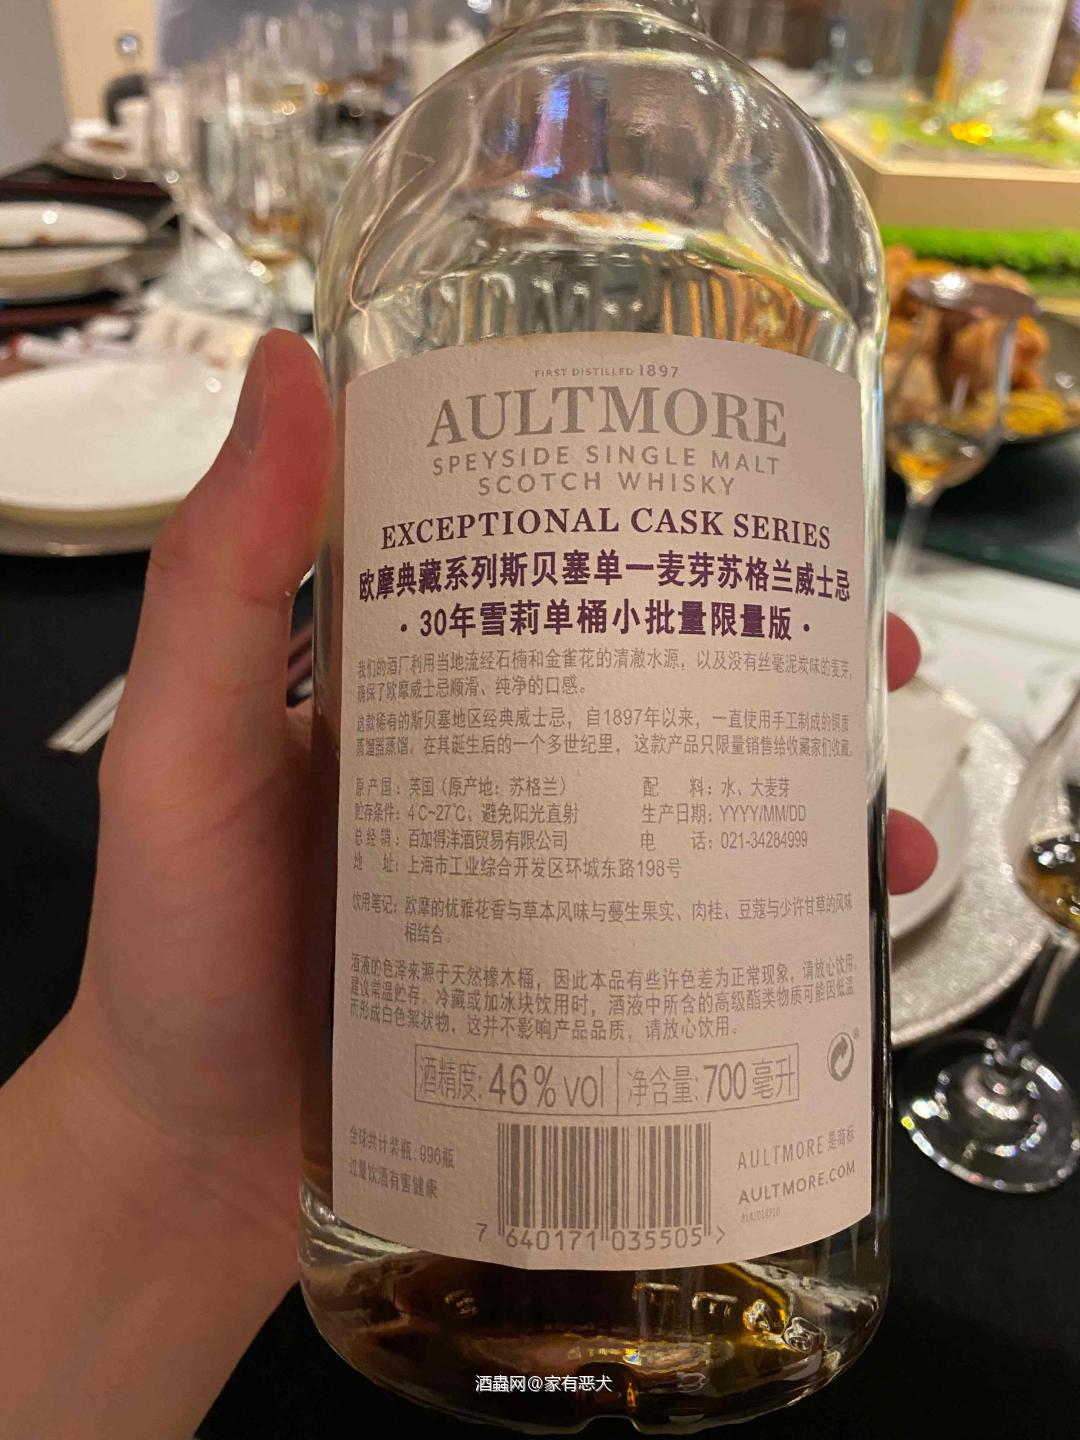 FIRST DISTILLED 1897
AULTMORE
SPEYSIDE SINGLE MALT
SCOTCH WHISKY
EXCEPTIONAL CASK SERIES
欧摩典藏系列斯贝塞单一麦芽苏格兰威士忌
·30年雪莉单桶小批量限量版·
我们的酒厂利用当地流经石楠和金雀花的清澈水源，以及没有丝毫泥炭味的麦芽，
确保了欧摩威士忌顺滑、纯净的口感。
这款稀有的斯贝塞地区经典威士忌，自1897年以来，一直使用手工制成的铜质
蒸馏器蒸馏。在其诞生后的一个多世纪里，这款产品只限量销售给收藏家们收藏。
原产国：英国（原产地：苏格兰） 配 料：水、大麦芽
贮存条件：4℃~27℃、避免阳光直射 生产日期：YYYY/MM/DD
总经销：百加得洋酒贸易有限公司 电 话：021-34284999
地 址：上海市工业综合开发区环城东路198号
饮用笔记：欧摩的优雅花香与草本风味与蔓生果实、肉桂、豆蔻与少许甘草的风味
相结合。
酒液的色泽来源于天然橡木桶，因此本品有些许色差为正常现象，请放心饮用。
建议常温贮存。冷藏或加冰块饮用时，酒液中所含的高级酯类物质可能因低温
而形成白色絮状物，这并不影响产品品质，请放心饮用。
酒精度：46%vol 净含量：700毫升
全球共计装瓶：996瓶
过量饮酒有害健康
7 640171 035505 >
AULTMORE 是商标
AULTMORE.COM
酒蟲网@家有恶犬